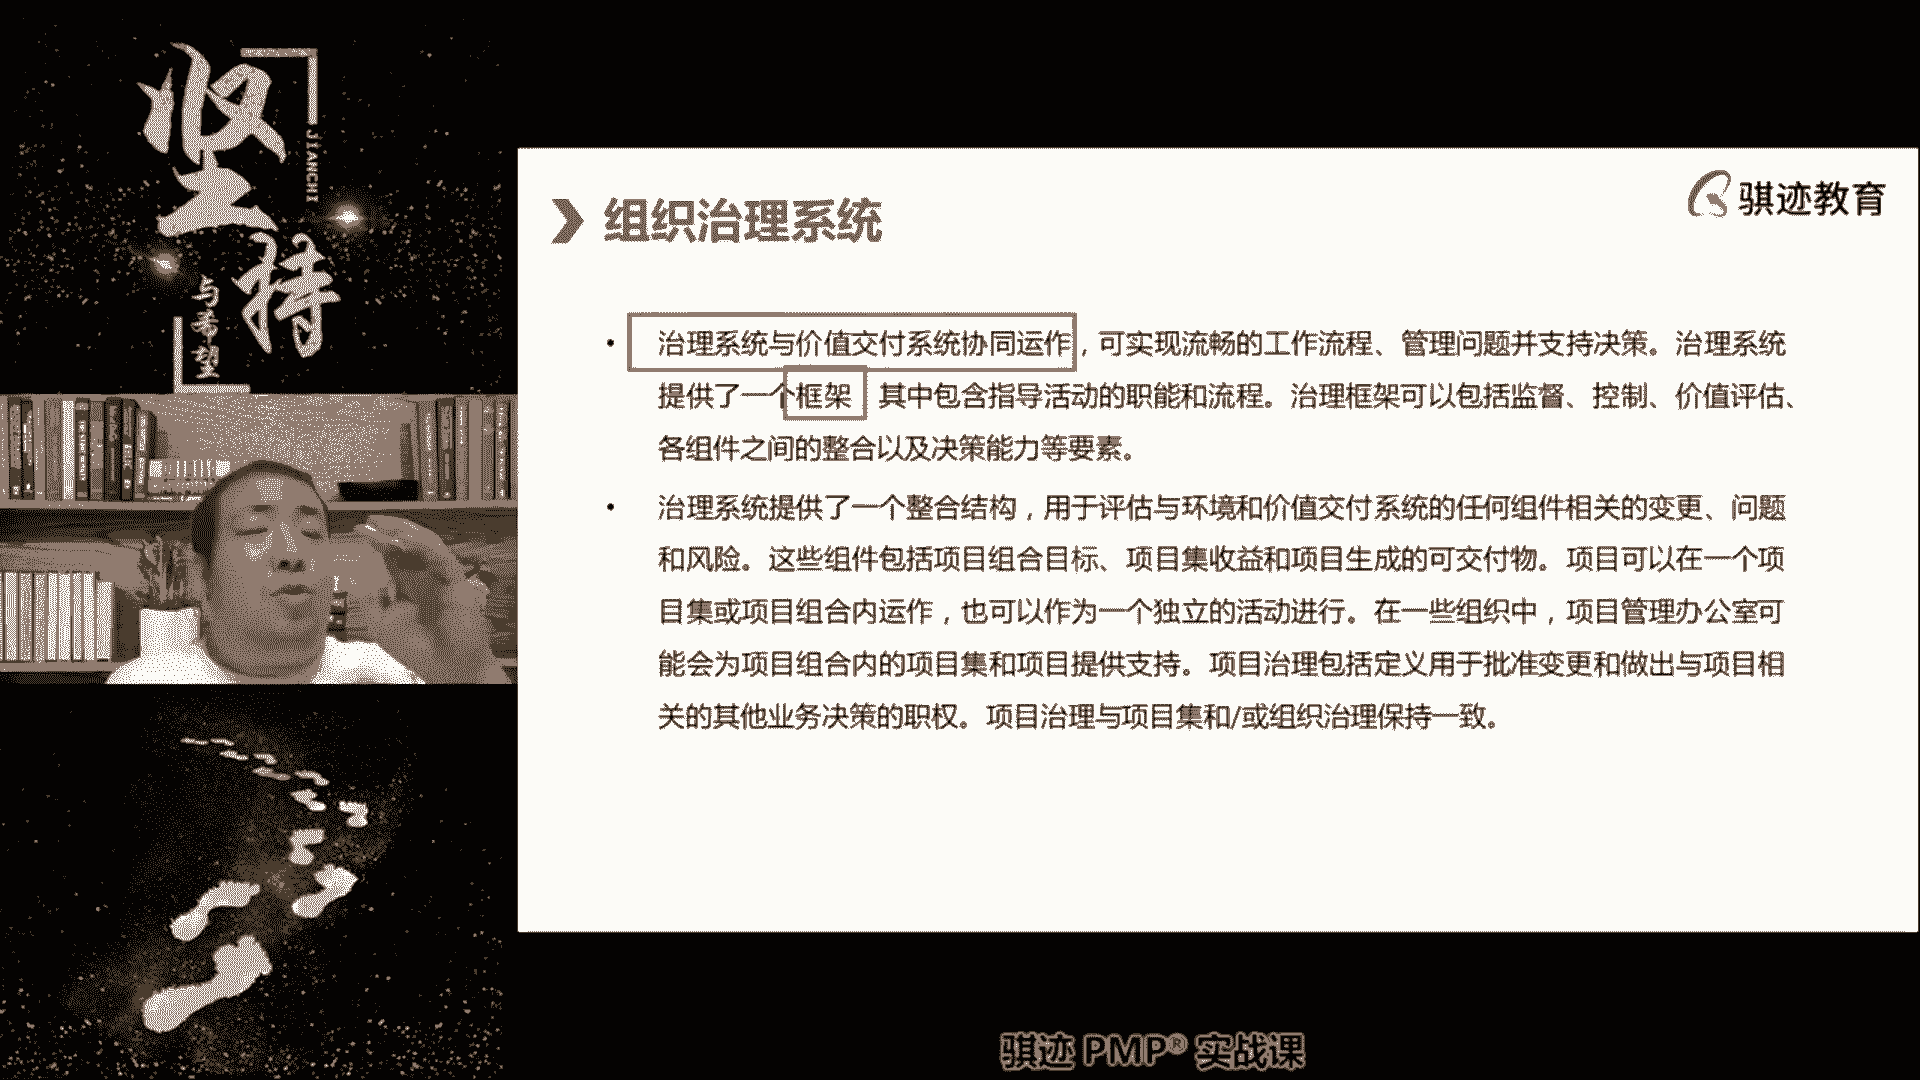 坚持
JIANCHI
与希望
骐迹教育
组织治理系统
• 治理系统与价值交付系统协同运作，可实现流畅的工作流程、管理问题并支持决策。治理系统
提供了一个框架 其中包含指导活动的职能和流程。治理框架可以包括监督、控制、价值评估、
各组件之间的整合以及决策能力等要素。
• 治理系统提供了一个整合结构，用于评估与环境和价值交付系统的任何组件相关的变更、问题
和风险。这些组件包括项目组合目标、项目集收益和项目生成的可交付物。项目可以在一个项
目集或项目组合内运作，也可以作为一个独立的活动进行。在一些组织中，项目管理办公室可
能会为项目组合内的项目集和项目提供支持。项目治理包括定义用于批准变更和做出与项目相
关的其他业务决策的职权。项目治理与项目集和/或组织治理保持一致。
骐迹 PMP® 实战课